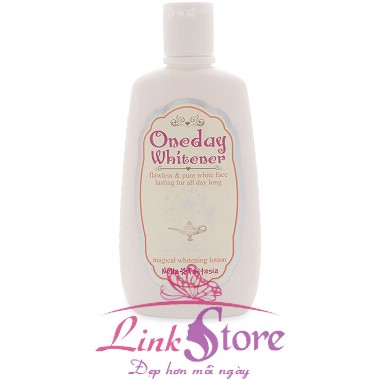 Oneday
Whitener
flawless & pure white face
lasting for all day long
magical whitening lotion
Link Store
Đẹp hơn mỗi ngày